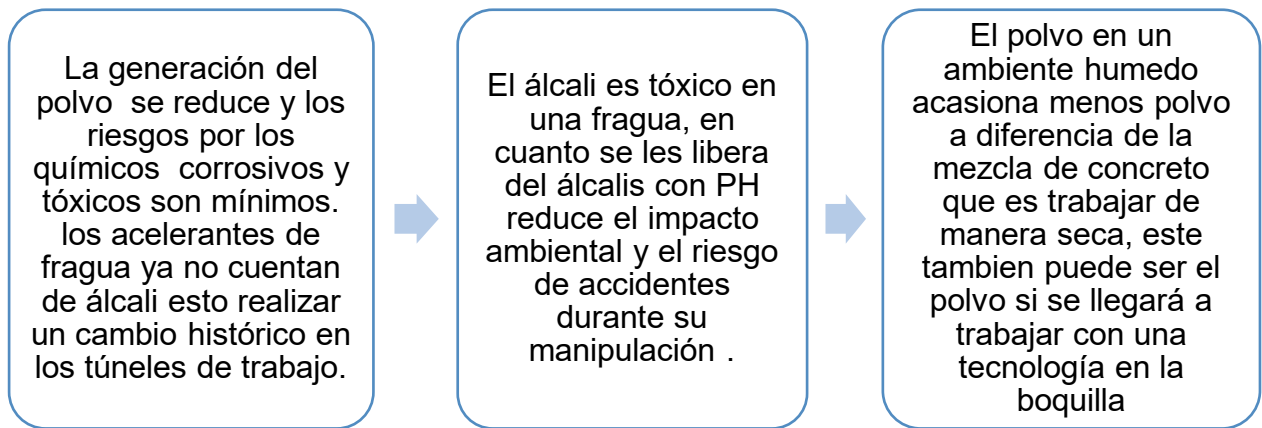 La generación del
polvo se reduce y los
riesgos por los
químicos corrosivos y
tóxicos son mínimos.
los acelerantes de
fragua ya no cuentan
de álcali esto realizar
un cambio histórico en
los túneles de trabajo.
El álcali es tóxico en
una fragua, en
cuanto se les libera
del álcalis con PH
reduce el impacto
ambiental y el riesgo
de accidentes
durante su
manipulación .
El polvo en un
ambiente humedo
acasiona menos polvo
a diferencia de la
mezcla de concreto
que es trabajar de
manera seca, este
tambien puede ser el
polvo si se llegará a
trabajar con una
tecnología en la
boquilla